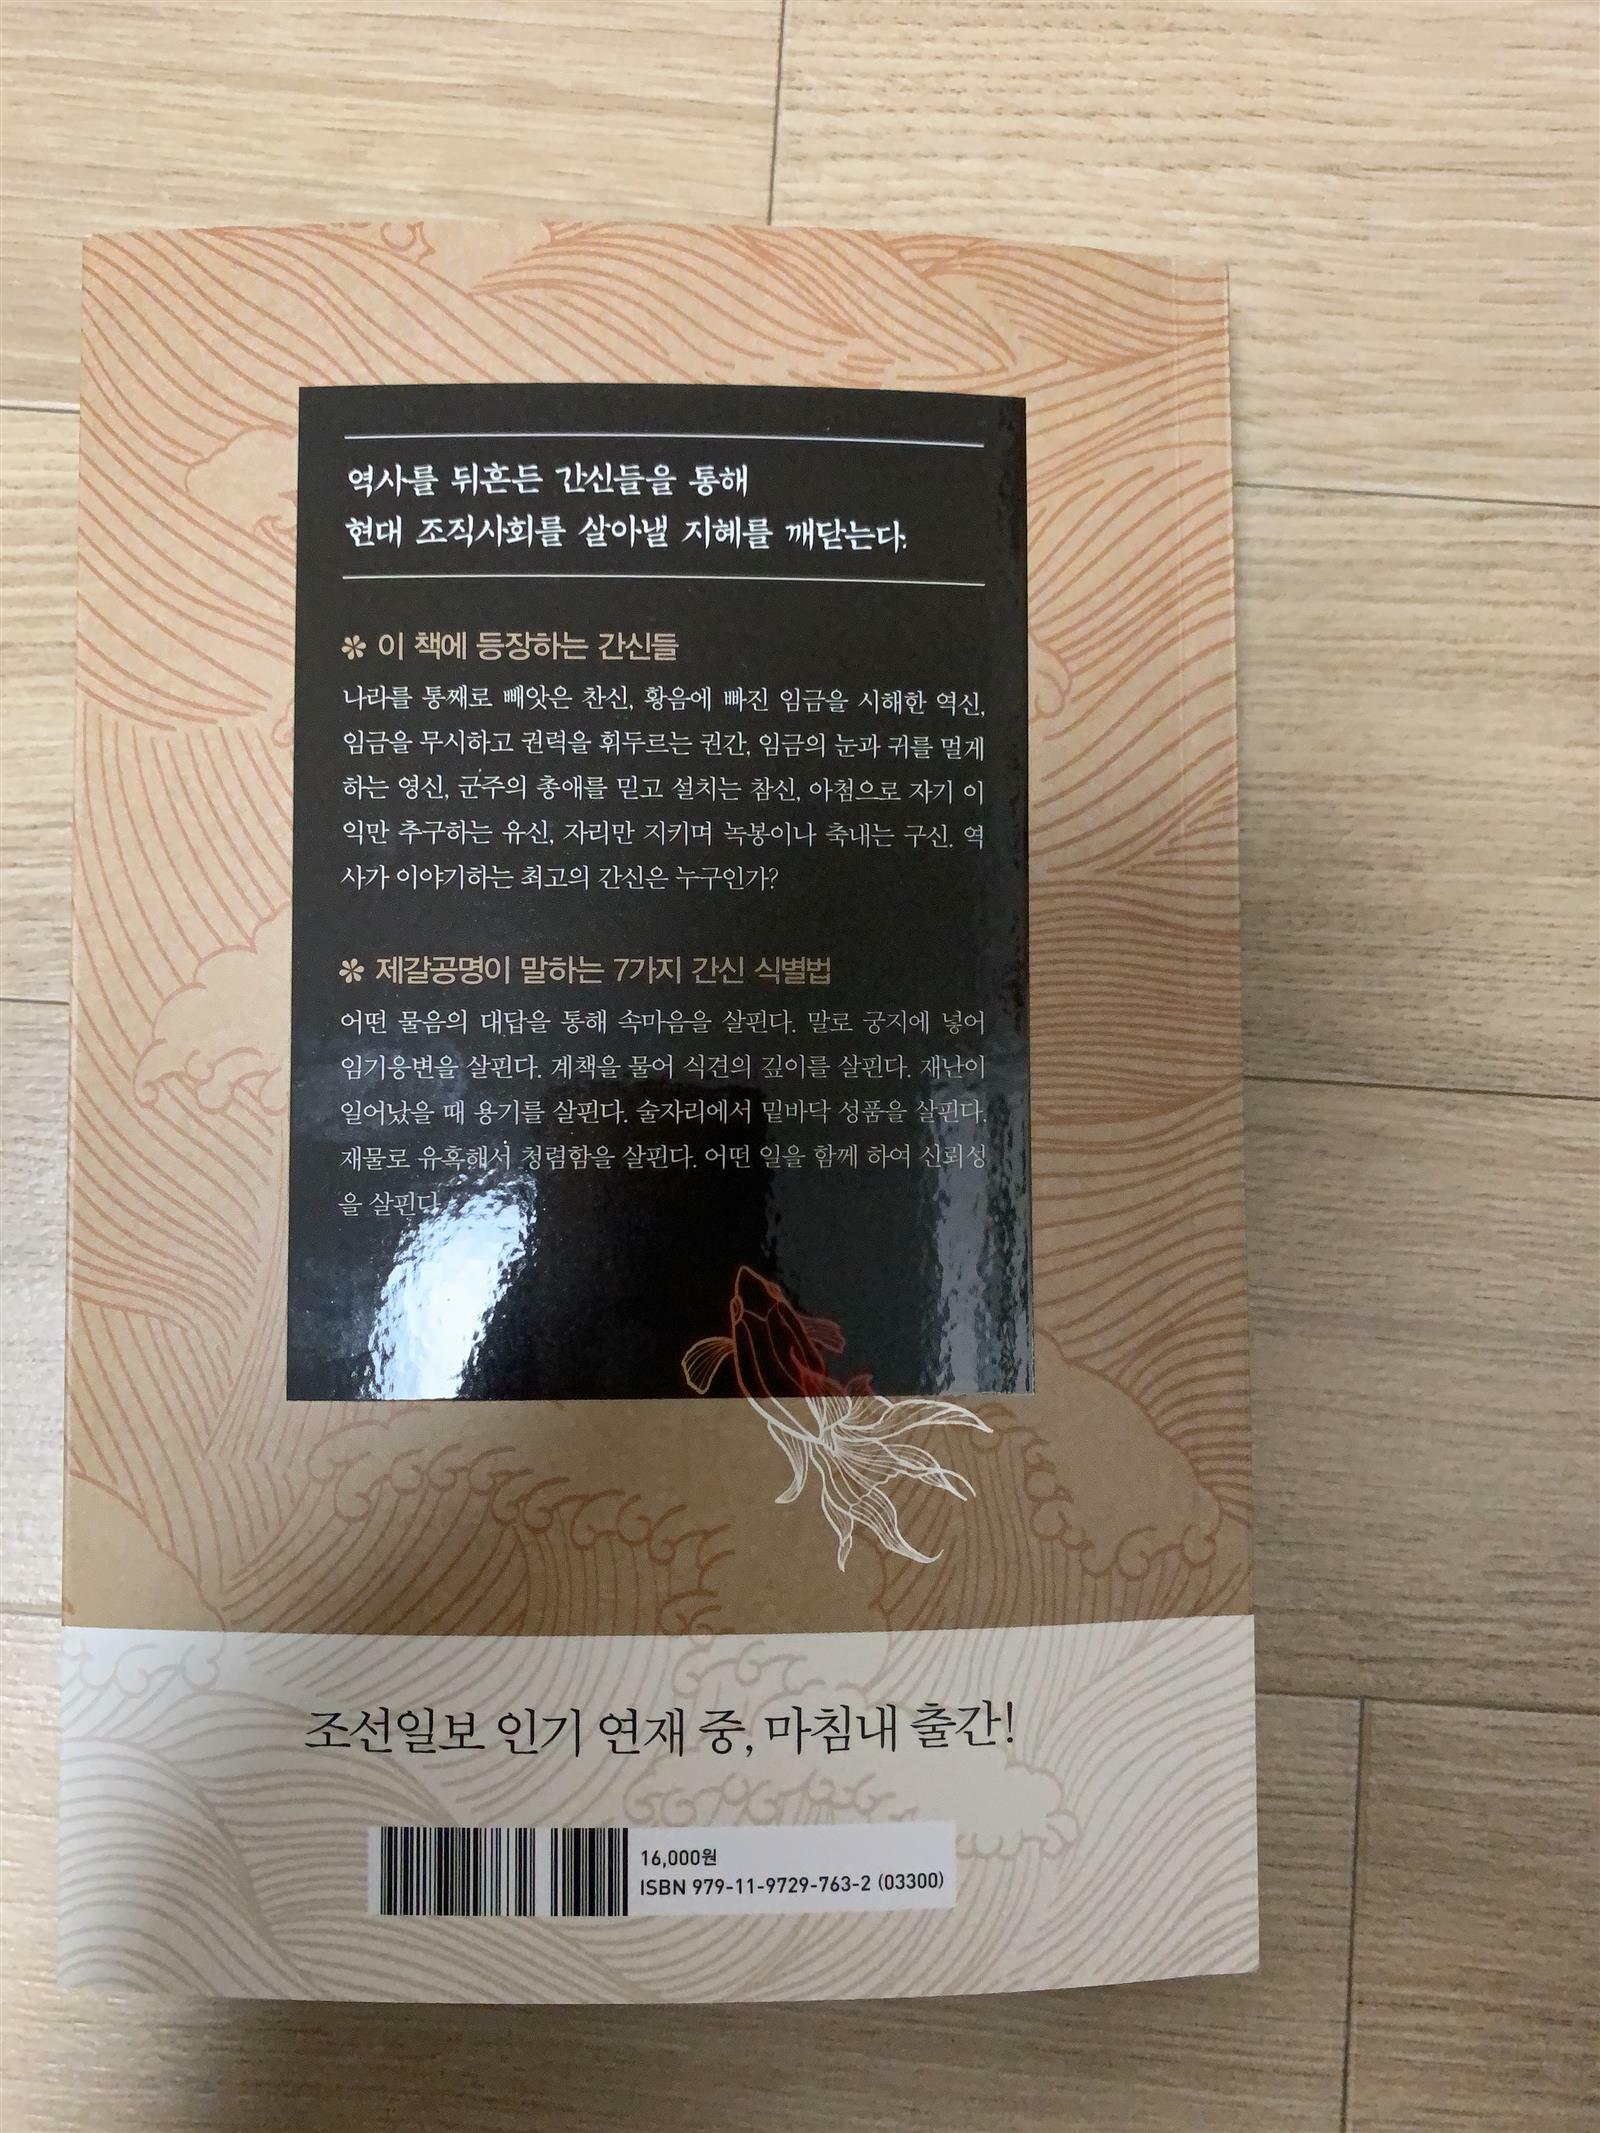 역사를 뒤흔든 간신들을 통해
현대 조직사회를 살아낼 지혜를 깨닫는다.
✽ 이 책에 등장하는 간신들
나라를 통째로 빼앗은 찬신, 황음에 빠진 임금을 시해한 역신,
임금을 무시하고 권력을 휘두르는 권간, 임금의 눈과 귀를 멀게
하는 영신, 군주의 총애를 믿고 설치는 참신, 아첨으로 자기 이
익만 추구하는 유신, 자리만 지키며 녹봉이나 축내는 구신. 역
사가 이야기하는 최고의 간신은 누구인가?
✽ 제갈공명이 말하는 7가지 간신 식별법
어떤 물음의 대답을 통해 속마음을 살핀다. 말로 궁지에 넣어
임기응변을 살핀다. 계책을 물어 식견의 깊이를 살핀다. 재난이
일어났을 때 용기를 살핀다. 술자리에서 밑바닥 성품을 살핀다.
재물로 유혹해서 청렴함을 살핀다. 어떤 일을 함께 하여 신뢰성
을 살핀다.
조선일보 인기 연재 중, 마침내 출간!
16,000원
ISBN 979-11-9729-763-2 (03300)